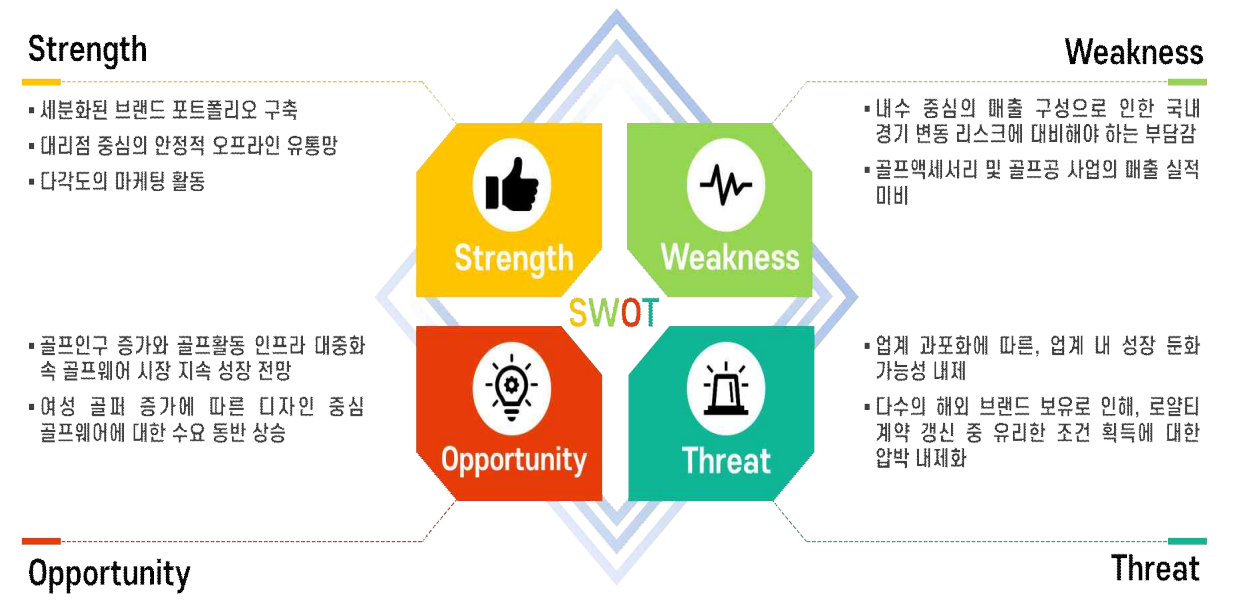 Strength
▪ 세분화된 브랜드 포트폴리오 구축
▪ 대리점 중심의 안정적 오프라인 유통망
▪ 다각도의 마케팅 활동
Weakness
▪ 내수 중심의 매출 구성으로 인한 국내
경기 변동 리스크에 대비해야 하는 부담감
▪ 골프액세서리 및 골프공 사업의 매출 실적
미비
Strength
Weakness
SWOT
Opportunity
Threat
▪ 골프인구 증가와 골프활동 인프라 대중화
속 골프웨어 시장 지속 성장 전망
▪ 여성 골퍼 증가에 따른 디자인 중심
골프웨어에 대한 수요 동반 상승
Opportunity
▪ 업계 과포화에 따른, 업계 내 성장 둔화
가능성 내제
▪ 다수의 해외 브랜드 보유로 인해, 로얄티
계약 갱신 중 유리한 조건 획득에 대한
압박 내제화
Threat